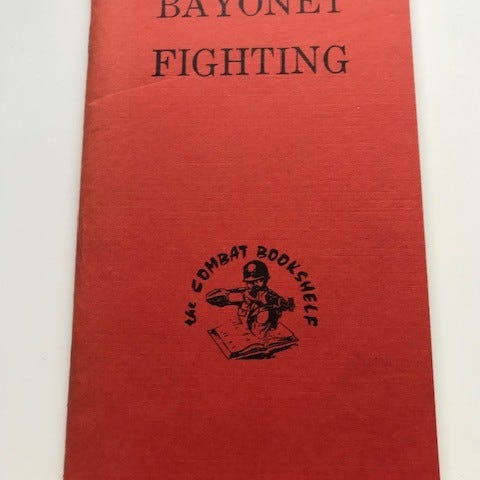 BAYONET
FIGHTING
the COMBAT BOOKSHELF